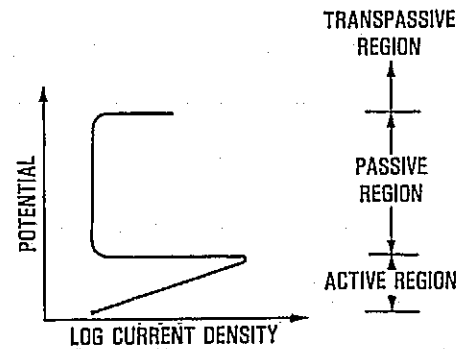 TRANSPASSIVE
REGION
PASSIVE
REGION
ACTIVE REGION
POTENTIAL
LOG CURRENT DENSITY